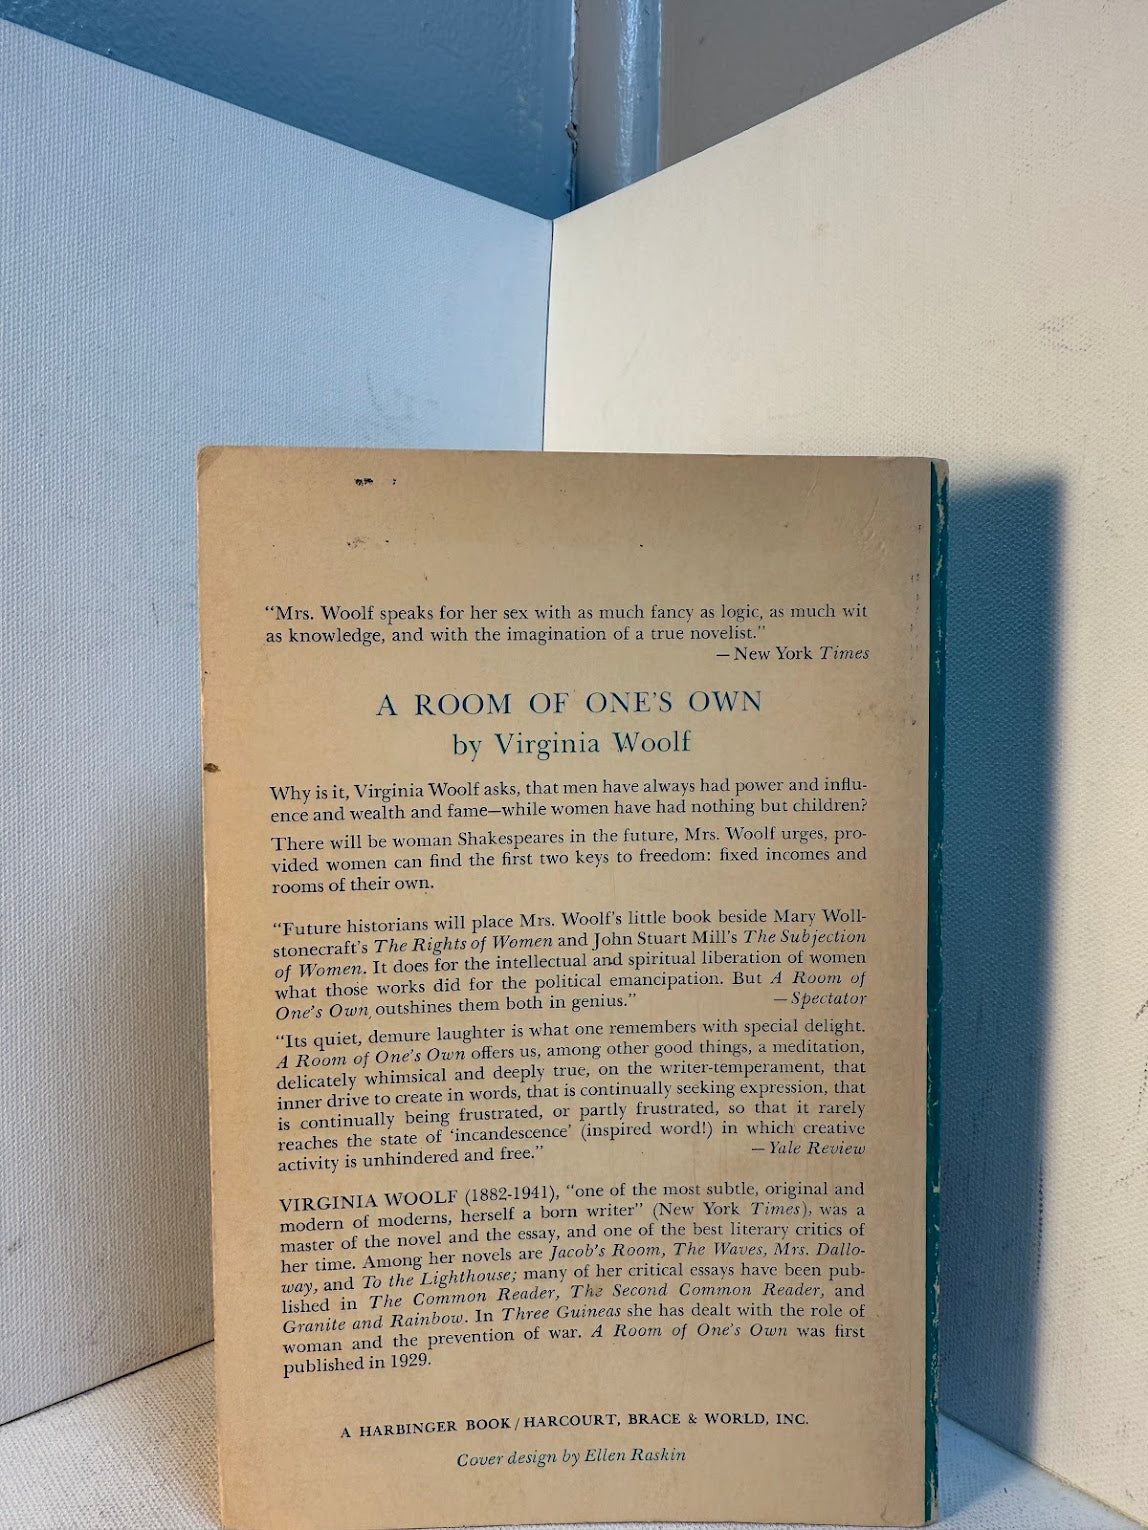 “Mrs. Woolf speaks for her sex with as much fancy as logic, as much wit
as knowledge, and with the imagination of a true novelist.”
— New York Times
A ROOM OF ONE’S OWN
by Virginia Woolf
Why is it, Virginia Woolf asks, that men have always had power and influ-
ence and wealth and fame—while women have had nothing but children?
There will be woman Shakespeares in the future, Mrs. Woolf urges, pro-
vided women can find the first two keys to freedom: fixed incomes and
rooms of their own.
“Future historians will place Mrs. Woolf’s little book beside Mary Woll-
stonecraft’s The Rights of Women and John Stuart Mill’s The Subjection
of Women. It does for the intellectual and spiritual liberation of women
what those works did for the political emancipation. But A Room of
One’s Own outshines them both in genius.” — Spectator
“Its quiet, demure laughter is what one remembers with special delight.
A Room of One’s Own offers us, among other good things, a meditation,
delicately whimsical and deeply true, on the writer-temperament, that
inner drive to create in words, that is continually seeking expression, that
is continually being frustrated, or partly frustrated, so that it rarely
reaches the state of ‘incandescence’ (inspired word!) in which creative
activity is unhindered and free.” — Yale Review
VIRGINIA WOOLF (1882-1941), “one of the most subtle, original and
modern of moderns, herself a born writer” (New York Times), was a
master of the novel and the essay, and one of the best literary critics of
her time. Among her novels are Jacob’s Room, The Waves, Mrs. Dallo-
way, and To the Lighthouse; many of her critical essays have been pub-
lished in The Common Reader, The Second Common Reader, and
Granite and Rainbow. In Three Guineas she has dealt with the role of
woman and the prevention of war. A Room of One’s Own was first
published in 1929.
A HARBINGER BOOK / HARCOURT, BRACE & WORLD, INC.
Cover design by Ellen Raskin